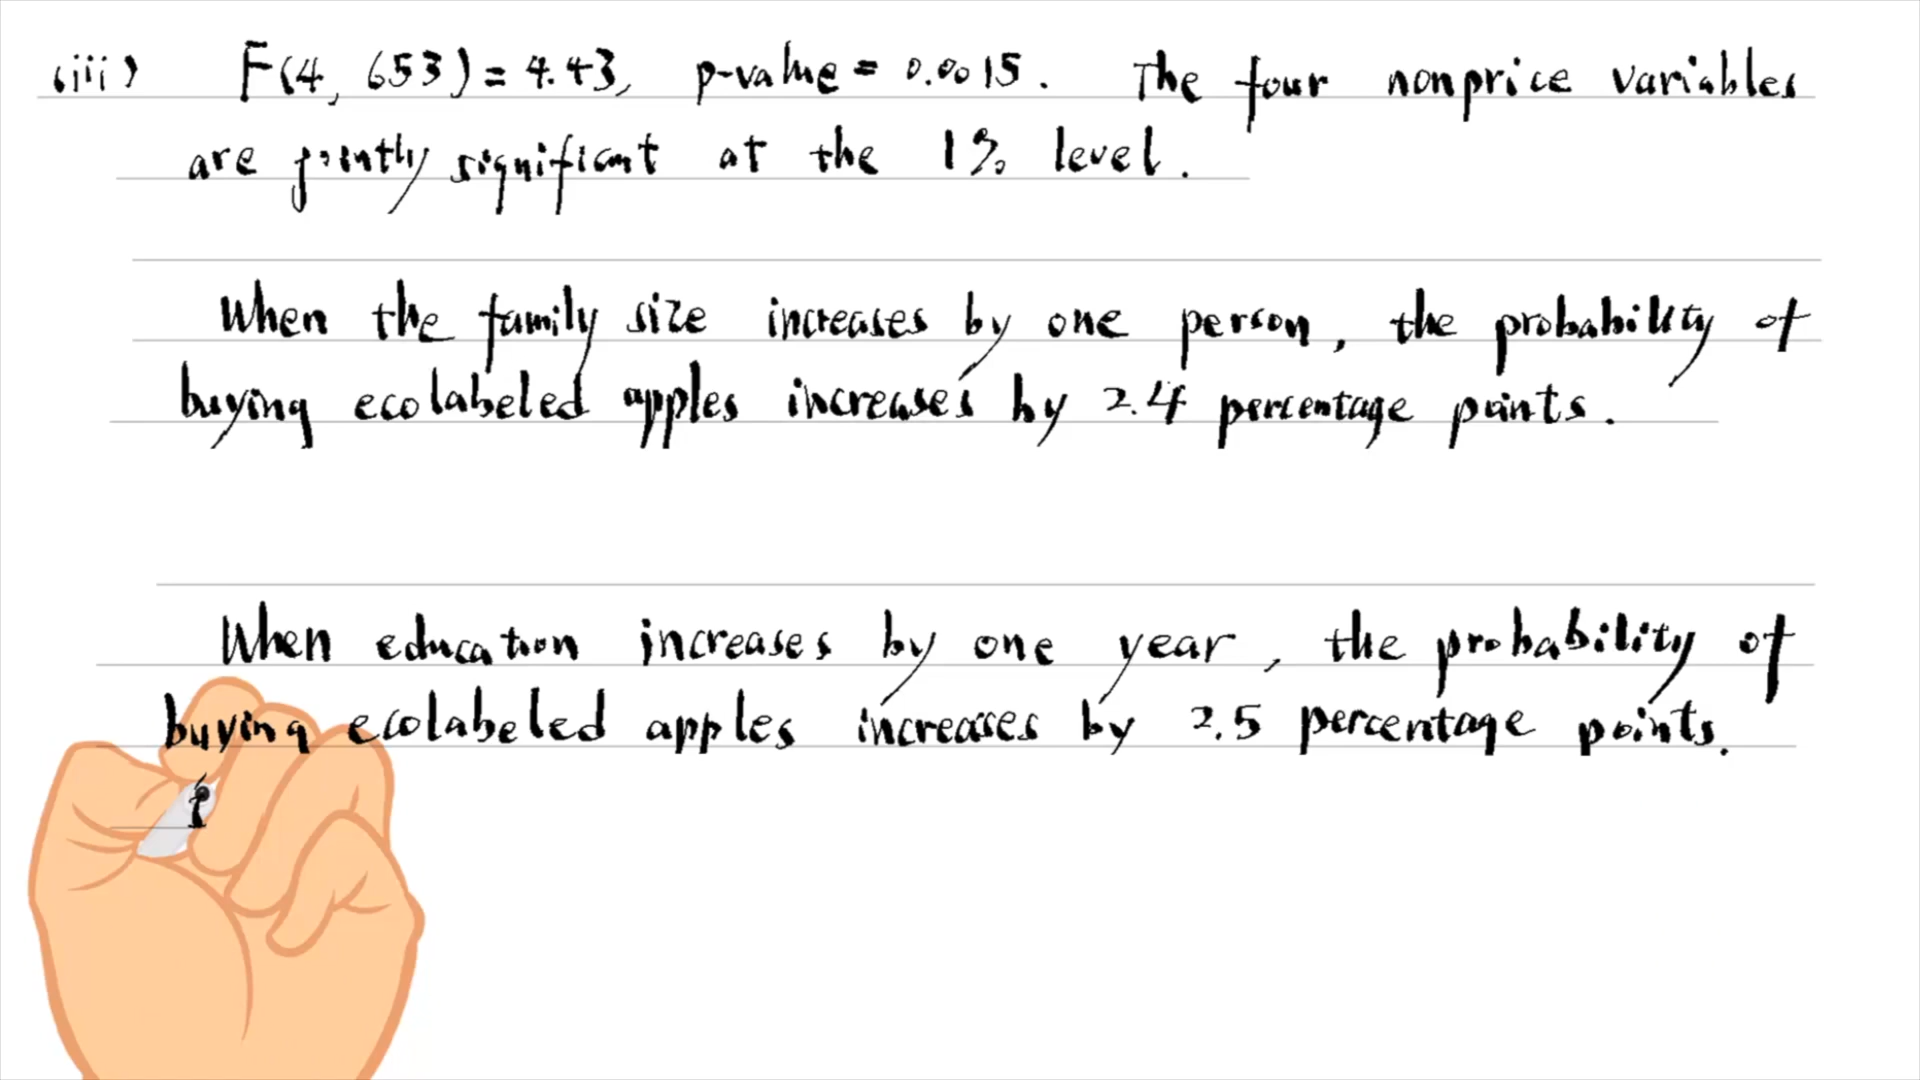 (iii) F(4, 653) = 4.43, p-value = 0.0015. The four nonprice variables
are jointly significant at the 1% level.
When the family size increases by one person, the probability of
buying ecolabeled apples increases by 2.4 percentage points.
When education increases by one year, the probability of
buying ecolabeled apples increases by 2.5 percentage points.